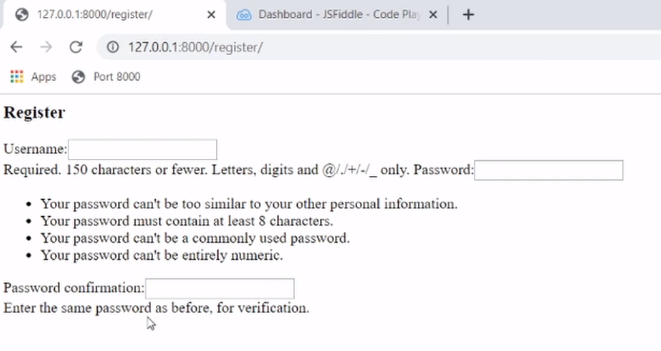 127.0.0.1:8000/register/
Dashboard - JSFiddle - Code Play
127.0.0.1:8000/register/
Apps
Port 8000
Register
Username:
Required. 150 characters or fewer. Letters, digits and @/./+/-/_ only. Password:
Your password can't be too similar to your other personal information.
Your password must contain at least 8 characters.
Your password can't be a commonly used password.
Your password can't be entirely numeric.
Password confirmation:
Enter the same password as before, for verification.